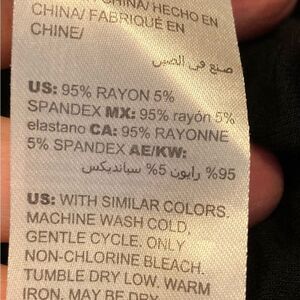 CHINA/ HECHO EN
CHINA/ FABRIQUÉ EN
CHINE/
صنع في الصين
US: 95% RAYON 5%
SPANDEX MX: 95% rayón 5%
elastano CA: 95% RAYONNE
5% SPANDEX AE/KW:
95% رايون 5% سبانديكس
US: WITH SIMILAR COLORS.
MACHINE WASH COLD,
GENTLE CYCLE. ONLY
NON-CHLORINE BLEACH.
TUMBLE DRY LOW. WARM
IRON. MAY BE DRY